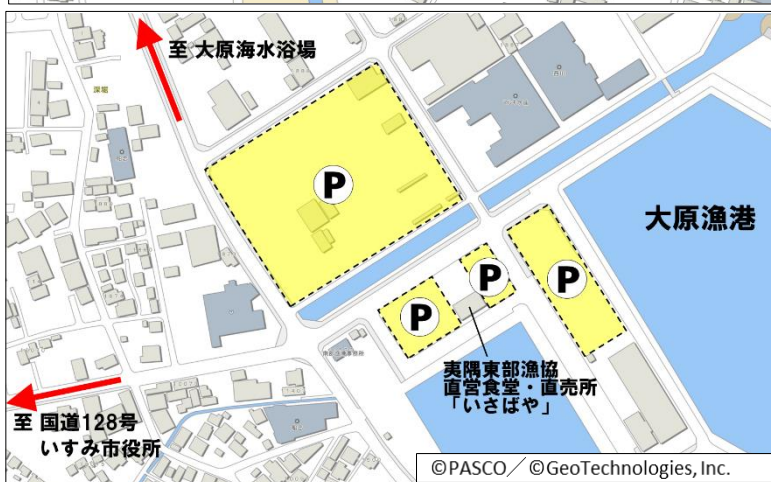 至 大原海水浴場
深堀
P
大原漁港
P
P
P
夷隅東部漁協
直営食堂・直売所
「いさばや」
至 国道128号
いすみ市役所
©PASCO／©GeoTechnologies, Inc.